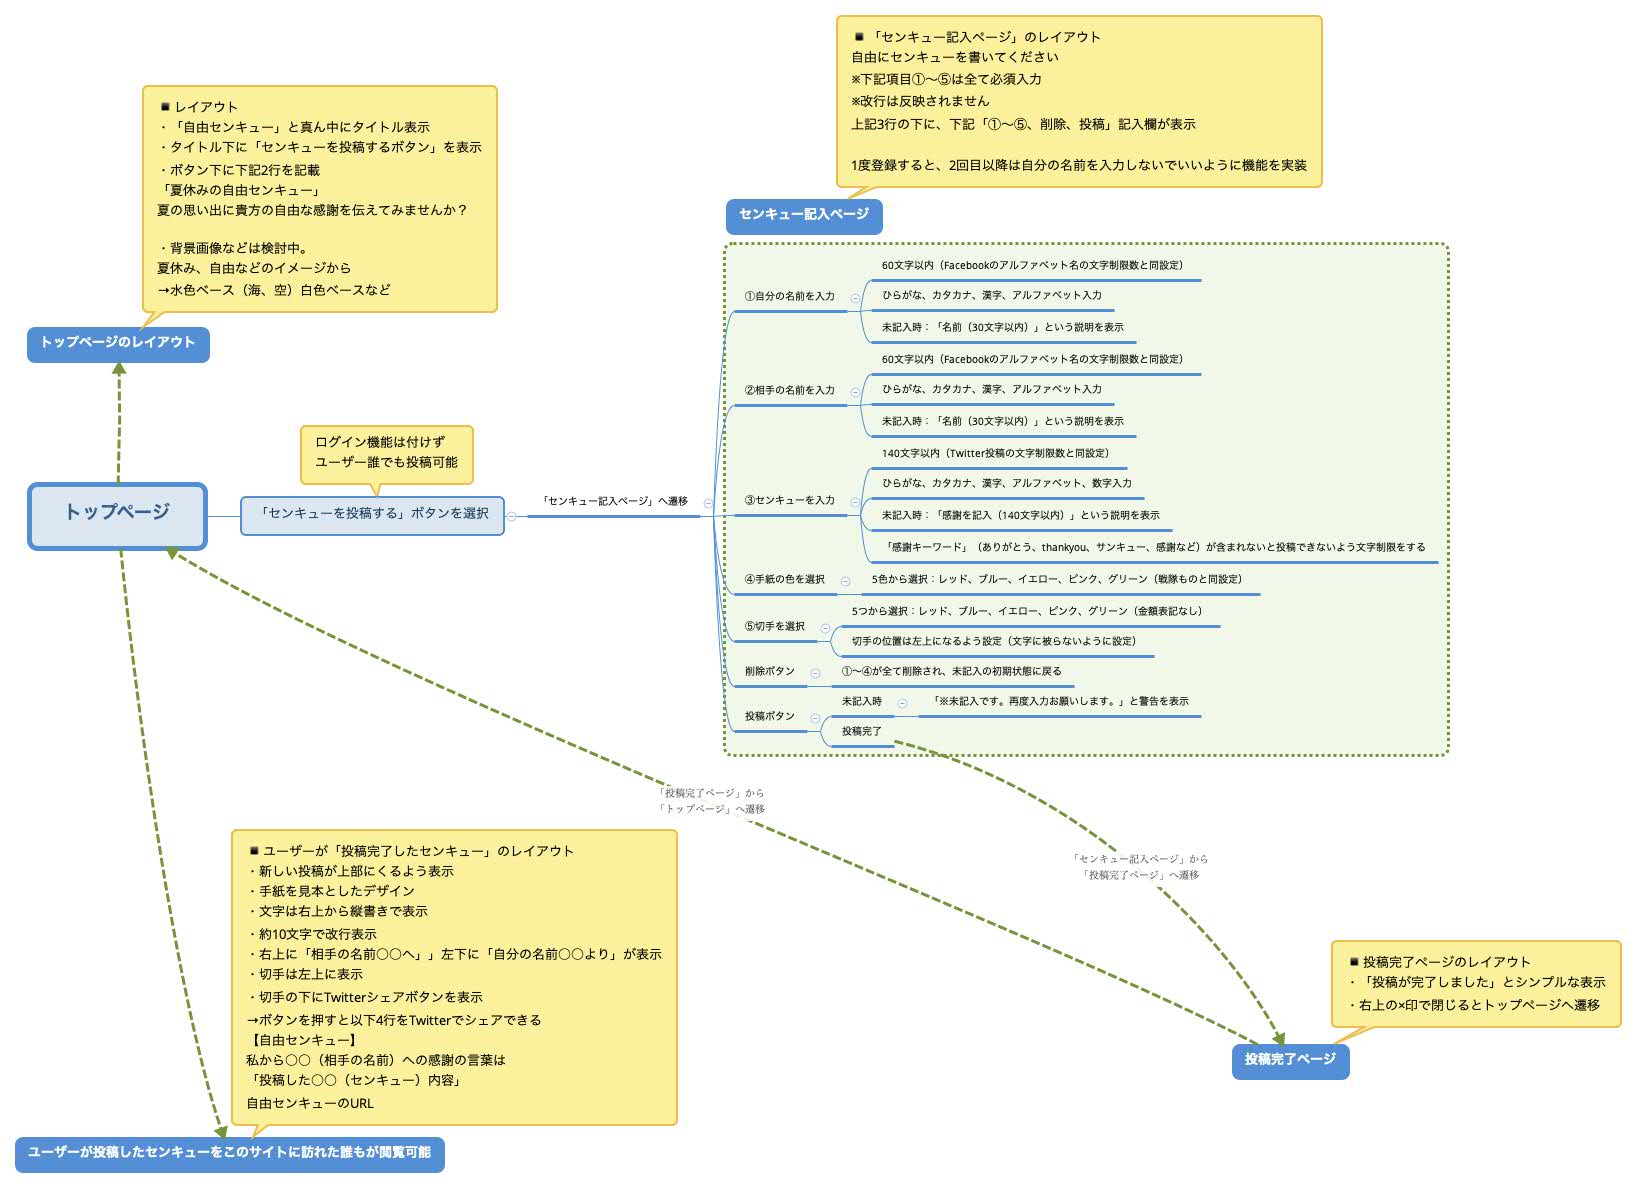 ■ 「センキュー記入ページ」のレイアウト
自由にセンキューを書いてください
※下記項目①〜⑤は全て必須入力
※改行は反映されません
上記3行の下に、下記「①〜⑤、削除、投稿」記入欄が表示
1度登録すると、2回目以降は自分の名前を入力しないでいいように機能を実装
■ レイアウト
・「自由センキュー」と真ん中にタイトル表示
・タイトル下に「センキューを投稿するボタン」を表示
・ボタン下に下記2行を記載
「夏休みの自由センキュー」
夏の思い出に貴方の自由な感謝を伝えてみませんか？
・背景画像などは検討中。
夏休み、自由などのイメージから
→水色ベース（海、空）白色ベースなど
トップページのレイアウト
センキュー記入ページ
①自分の名前を入力
60文字以内（Facebookのアルファベット名の文字制限数と同設定）
ひらがな、カタカナ、漢字、アルファベット入力
未記入時：「名前（30文字以内）」という説明を表示
②相手の名前を入力
60文字以内（Facebookのアルファベット名の文字制限数と同設定）
ひらがな、カタカナ、漢字、アルファベット入力
未記入時：「名前（30文字以内）」という説明を表示
ログイン機能は付けず
ユーザー誰でも投稿可能
トップページ
「センキューを投稿する」ボタンを選択
「センキュー記入ページ」へ遷移
③センキューを入力
140文字以内（Twitter投稿の文字制限数と同設定）
ひらがな、カタカナ、漢字、アルファベット、数字入力
未記入時：「感謝を記入（140文字以内）」という説明を表示
「感謝キーワード」（ありがとう、thankyou、サンキュー、感謝など）が含まれないと投稿できないよう文字制限をする
④手紙の色を選択
5色から選択：レッド、ブルー、イエロー、ピンク、グリーン（戦隊ものと同設定）
⑤切手を選択
5つから選択：レッド、ブルー、イエロー、ピンク、グリーン（金額表記なし）
切手の位置は左上になるよう設定（文字に被らないように設定）
削除ボタン
①〜④が全て削除され、未記入の初期状態に戻る
投稿ボタン
未記入時
「※未記入です。再度入力お願いします。」と警告を表示
投稿完了
「投稿完了ページ」から
「トップページ」へ遷移
「センキュー記入ページ」から
「投稿完了ページ」へ遷移
■ ユーザーが「投稿完了したセンキュー」のレイアウト
・新しい投稿が上部にくるよう表示
・手紙を見本としたデザイン
・文字は右上から縦書きで表示
・約10文字で改行表示
・右上に「相手の名前○○へ」」左下に「自分の名前○○より」が表示
・切手は左上に表示
・切手の下にTwitterシェアボタンを表示
→ボタンを押すと以下4行をTwitterでシェアできる
【自由センキュー】
私から○○（相手の名前）への感謝の言葉は
「投稿した○○（センキュー）内容」
自由センキューのURL
■ 投稿完了ページのレイアウト
・「投稿が完了しました」とシンプルな表示
・右上の×印で閉じるとトップページへ遷移
投稿完了ページ
ユーザーが投稿したセンキューをこのサイトに訪れた誰もが閲覧可能